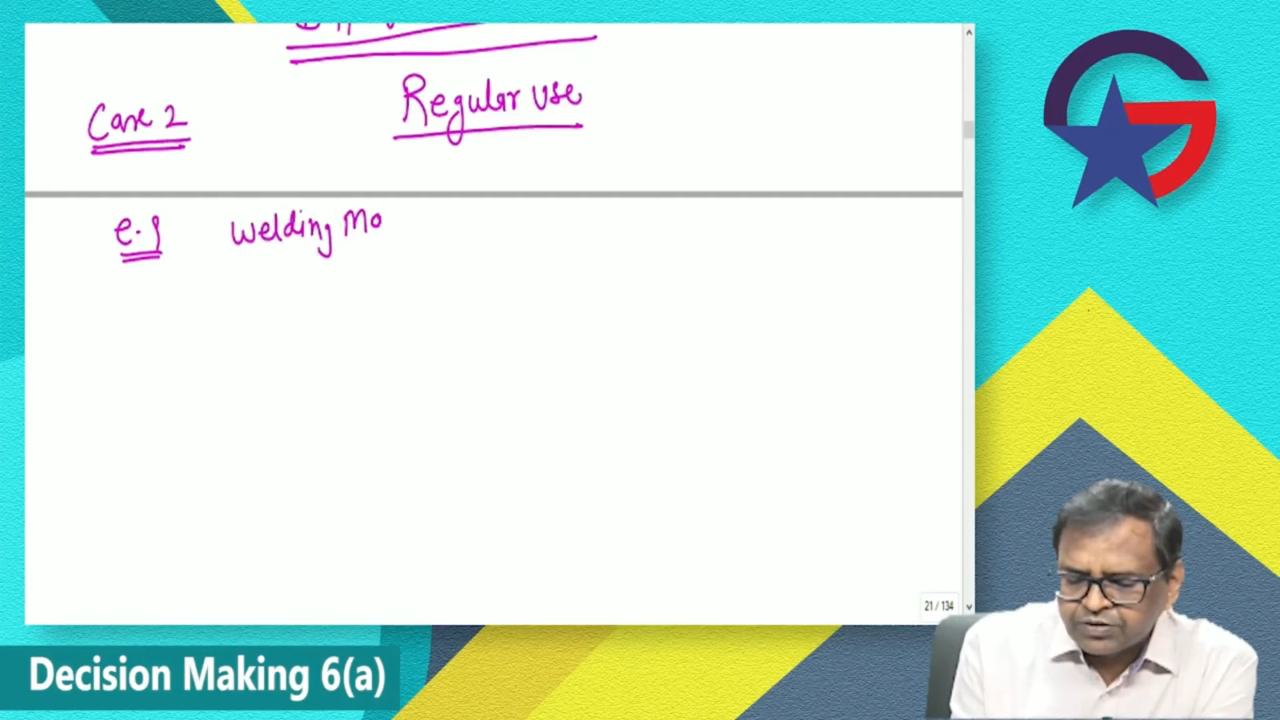 Regular use
Case 2
e.g welding Mo
21 / 134
Decision Making 6(a)